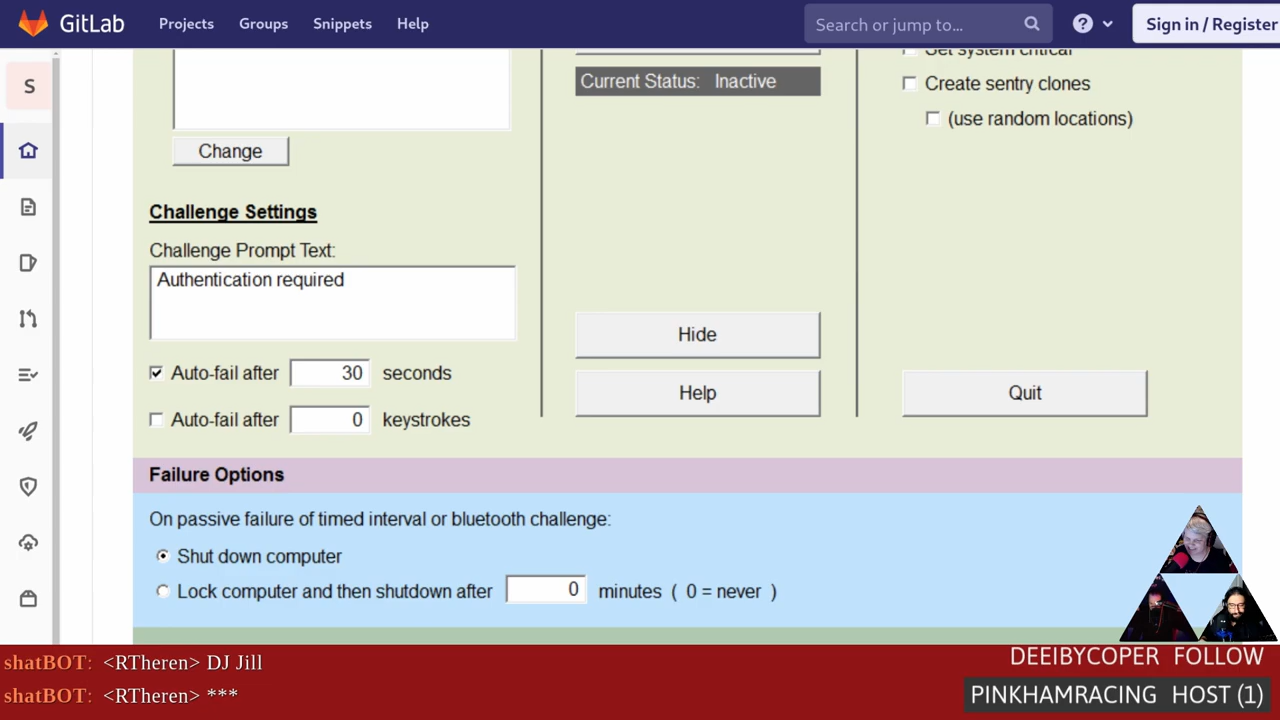 GitLab
Projects
Groups
Snippets
Help
Search or jump to...
Sign in / Register
S
Set system critical
Current Status: Inactive
Create sentry clones
(use random locations)
Change
Challenge Settings
Challenge Prompt Text:
Authentication required
Hide
Auto-fail after 30 seconds
Help
Quit
Auto-fail after 0 keystrokes
Failure Options
On passive failure of timed interval or bluetooth challenge:
Shut down computer
Lock computer and then shutdown after 0 minutes ( 0 = never )
shatBOT: <RTheren> DJ Jill
DEEIBYCOPER FOLLOW
shatBOT: <RTheren> ***
PINKHAMRACING HOST (1)